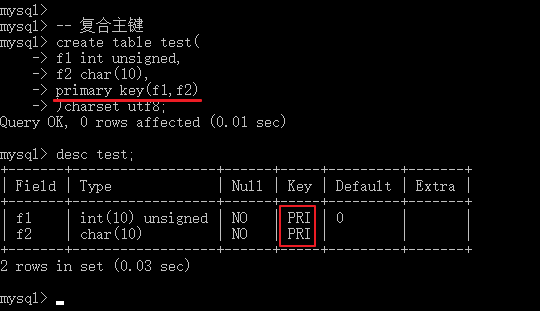 mysql>
mysql> -- 复合主键
mysql> create table test(
    -> f1 int unsigned,
    -> f2 char(10),
    -> primary key(f1,f2)
    -> )charset utf8;
Query OK, 0 rows affected (0.01 sec)
mysql> desc test;
+-------+------------------+------+-----+---------+-------+
| Field | Type             | Null | Key | Default | Extra |
+-------+------------------+------+-----+---------+-------+
| f1    | int(10) unsigned | NO   | PRI | 0       |       |
| f2    | char(10)         | NO   | PRI |         |       |
+-------+------------------+------+-----+---------+-------+
2 rows in set (0.03 sec)
mysql> _